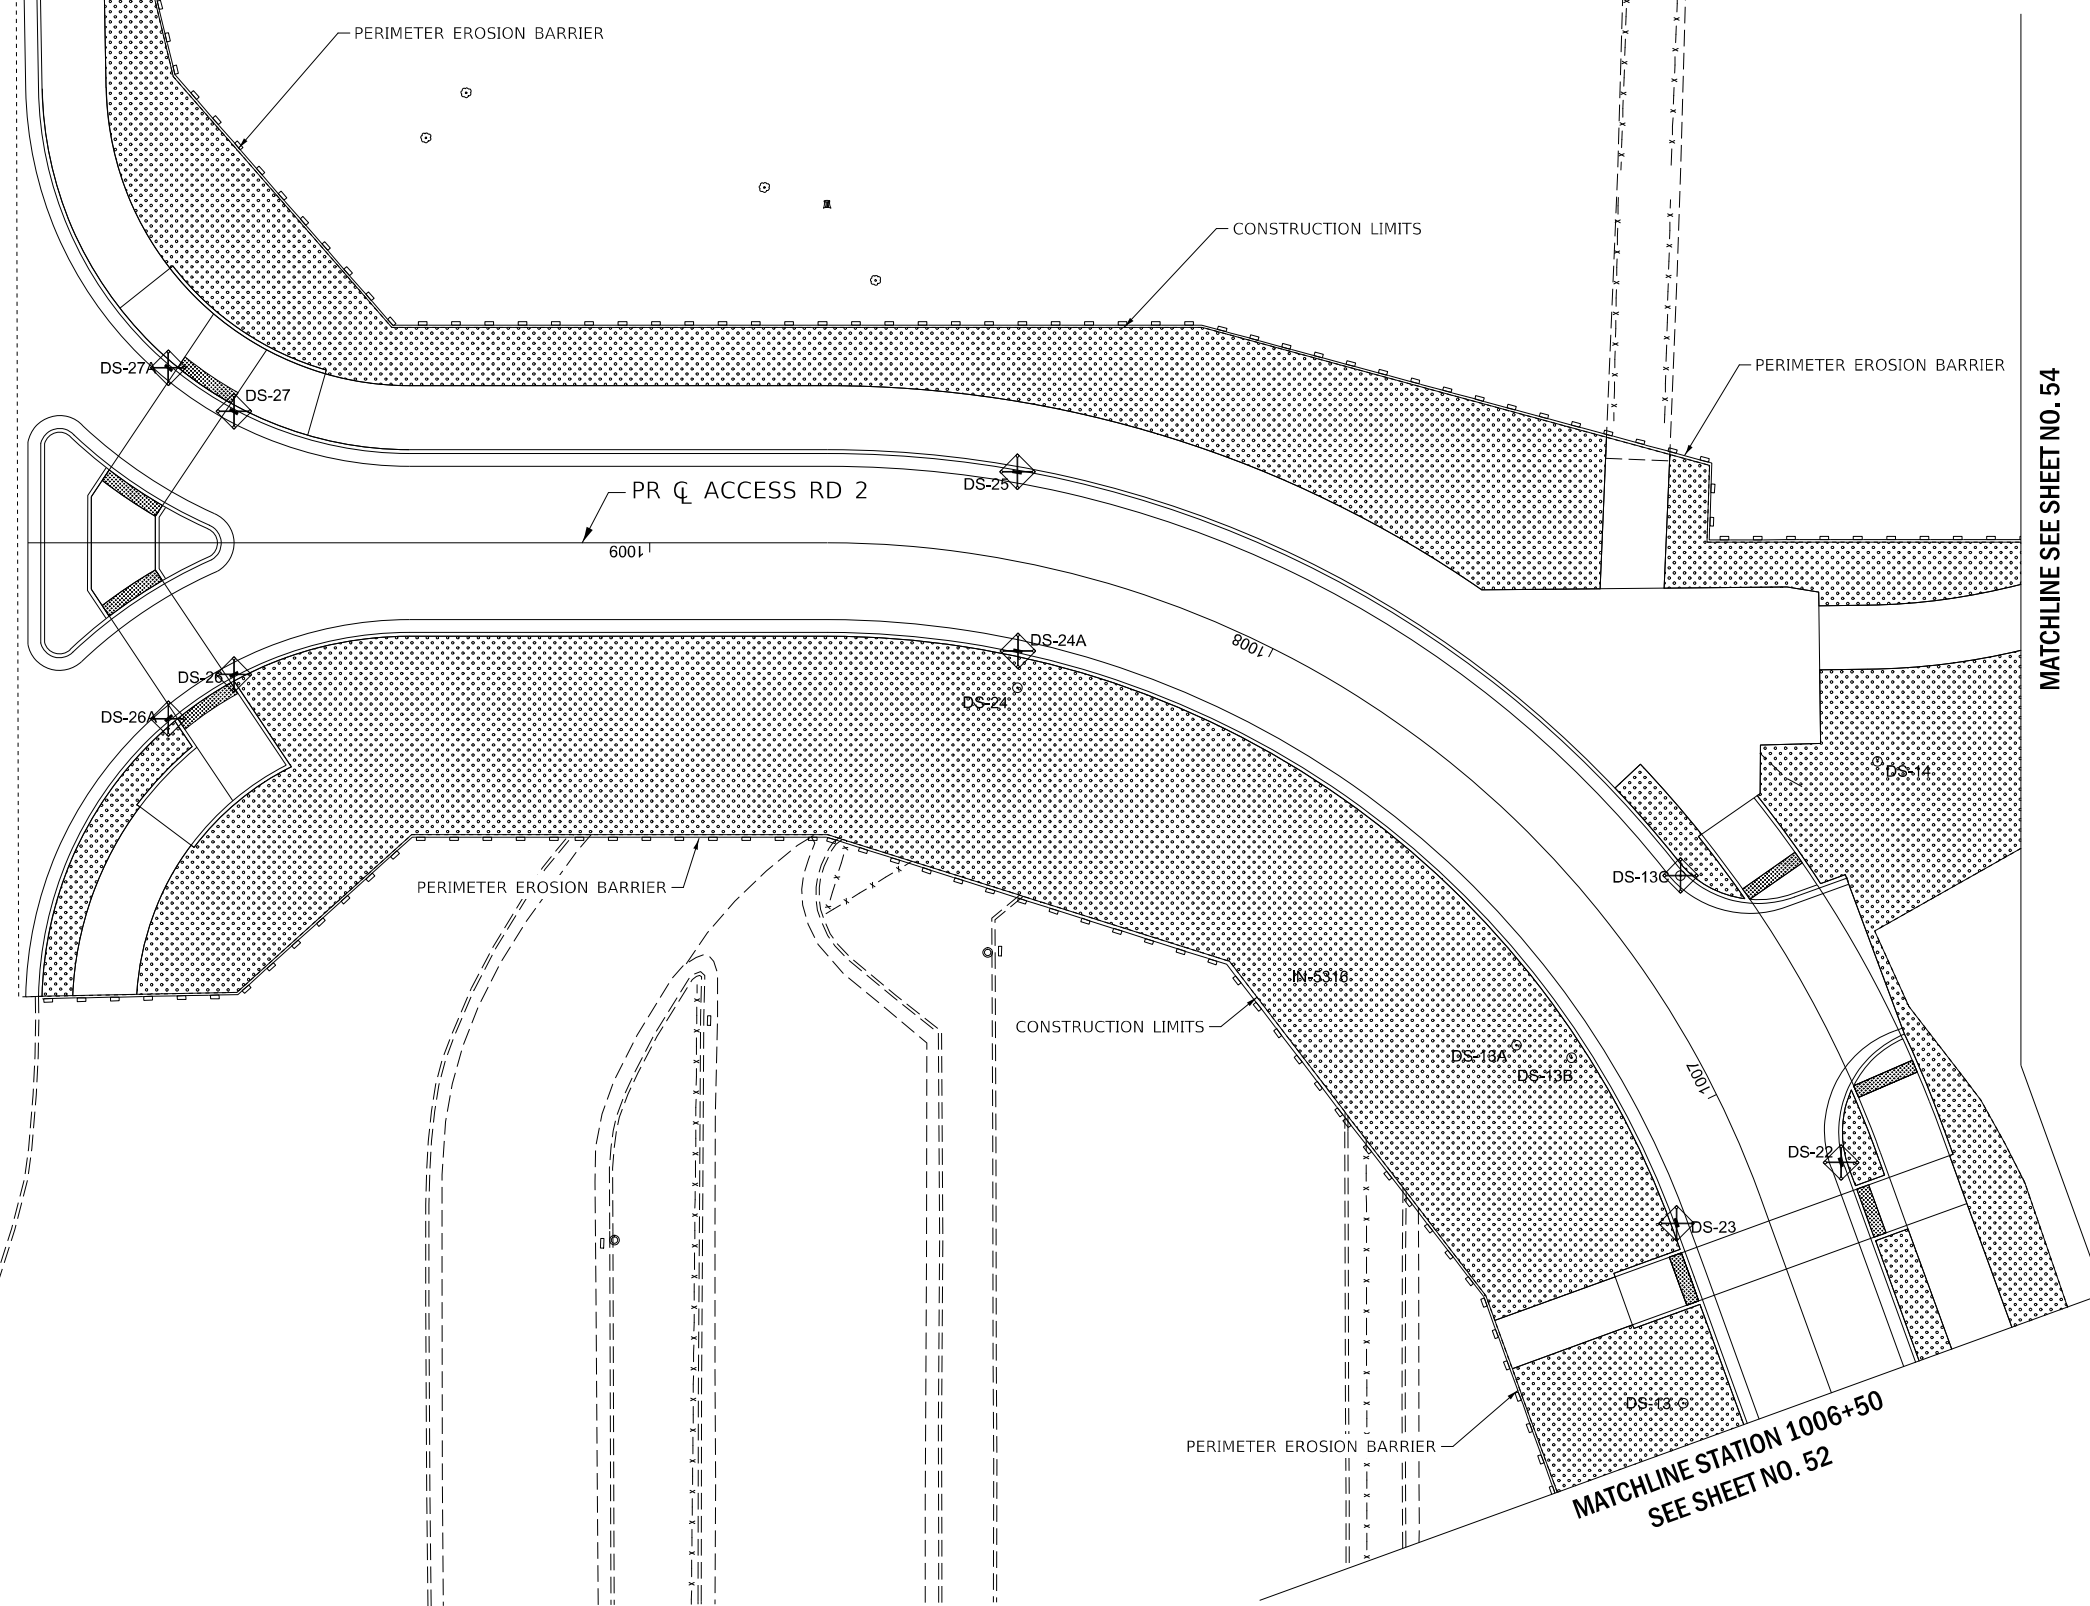 PERIMETER EROSION BARRIER
CONSTRUCTION LIMITS
PERIMETER EROSION BARRIER
MATCHLINE SEE SHEET NO. 54
DS-27A
DS-27
DS-25
PR ℄ ACCESS RD 2
1009
1008
DS-24A
DS-26
DS-24
DS-26A
DS-14
DS-13C
PERIMETER EROSION BARRIER
IN-5316
CONSTRUCTION LIMITS
DS-13A
DS-13B
1007
DS-22
DS-23
DS-13
PERIMETER EROSION BARRIER
MATCHLINE STATION 1006+50
SEE SHEET NO. 52